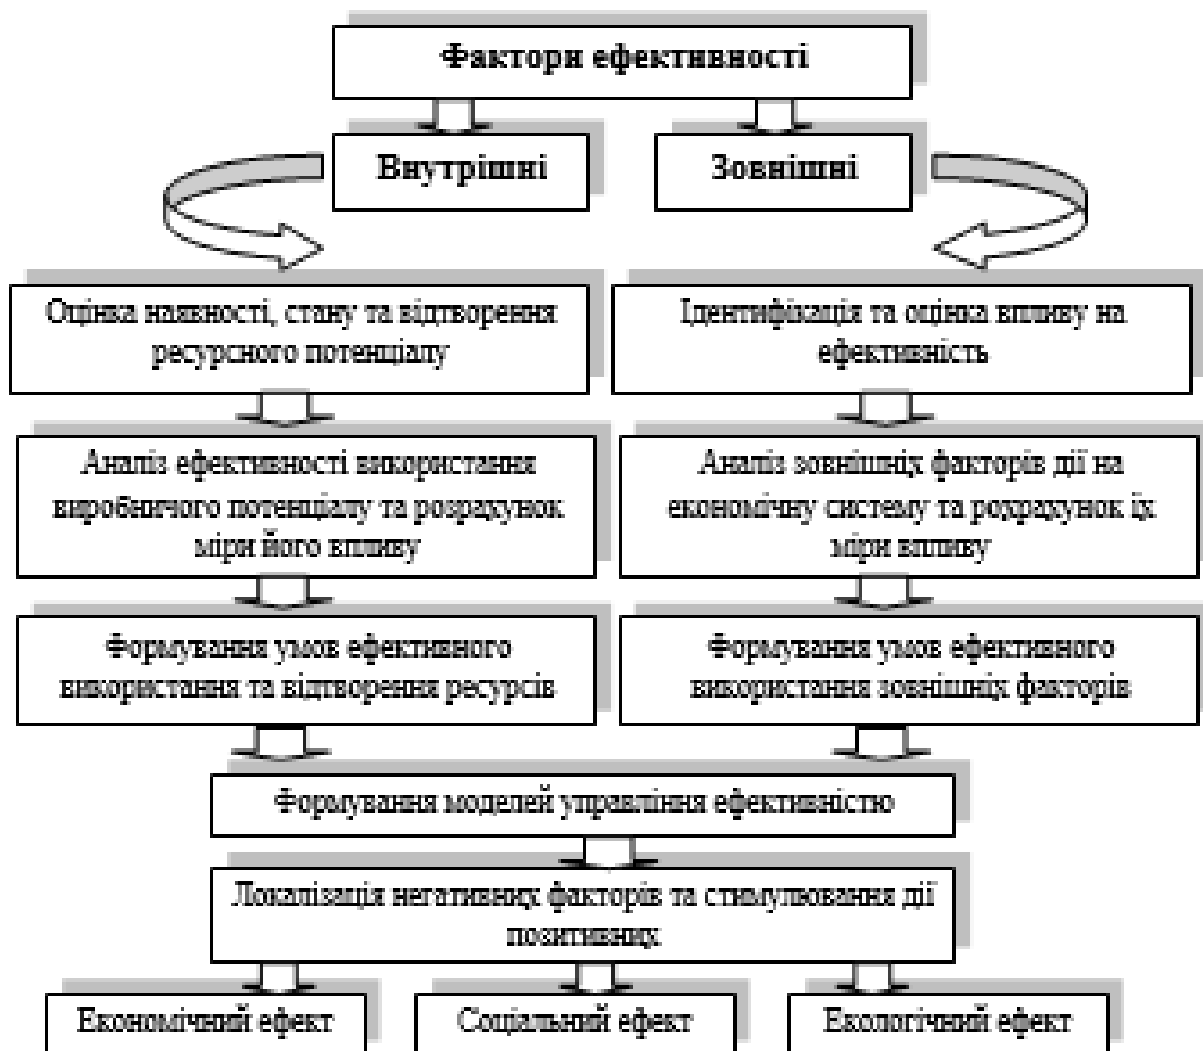 Фактори ефективності
Внутрішні
Зовнішні
Оцінка наявності, стану та відтворення
ресурсного потенціалу
Ідентифікація та оцінка впливу на
ефективність
Аналіз ефективності використання
виробничого потенціалу та розрахунок
міри його впливу
Аналіз зовнішніх факторів дії на
економічну систему та родрахунок їх
міри впливу
Формування умов ефективного
використання та відтворення ресурсів
Формування умов ефективного
використання зовнішніх факторів
Формування моделей управління ефективністю
Локалізація негативних факторів та стимулювання дії
позитивних
Економічний ефект
Соціальний ефект
Екологічний ефект